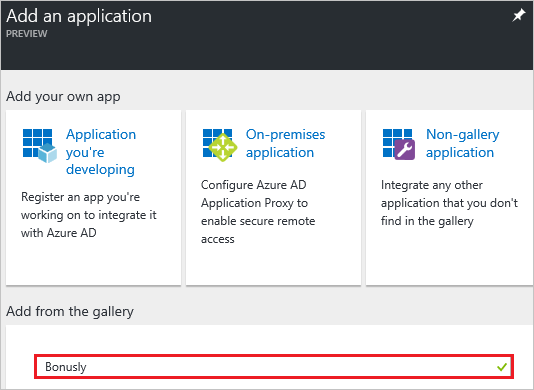 Add an application
PREVIEW
Add your own app
Application
you're
developing
Register an app you're
working on to integrate it
with Azure AD
On-premises
application
Configure Azure AD
Application Proxy to
enable secure remote
access
Non-gallery
application
Integrate any other
application that you don't
find in the gallery
Add from the gallery
Bonusly